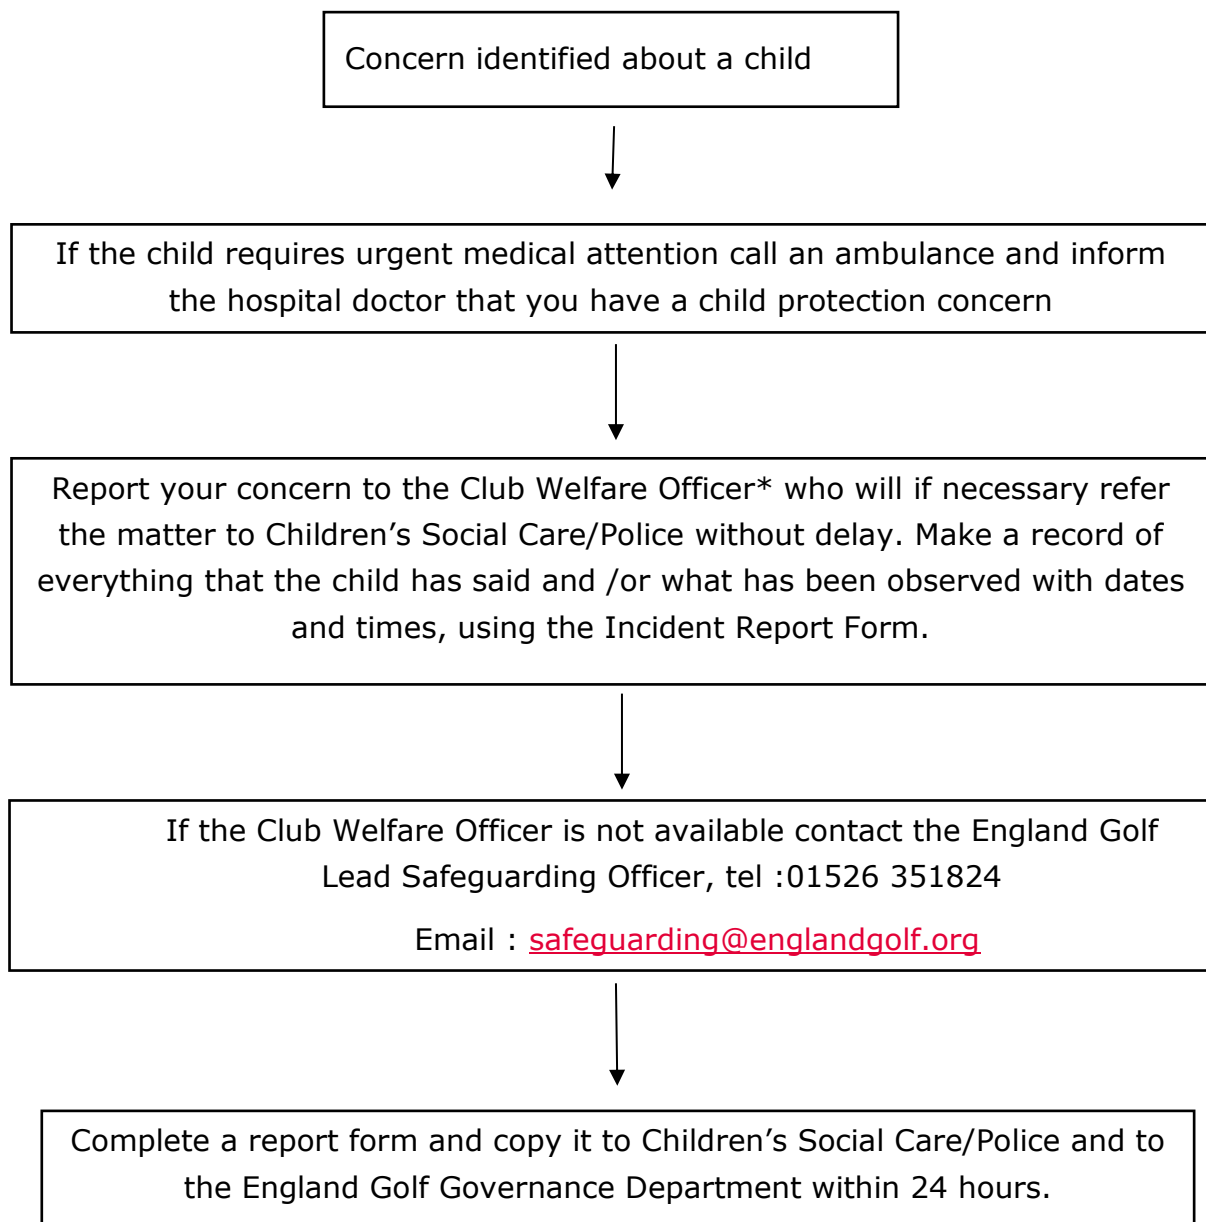 Concern identified about a child
If the child requires urgent medical attention call an ambulance and inform
the hospital doctor that you have a child protection concern
Report your concern to the Club Welfare Officer* who will if necessary refer
the matter to Children’s Social Care/Police without delay. Make a record of
everything that the child has said and /or what has been observed with dates
and times, using the Incident Report Form.
If the Club Welfare Officer is not available contact the England Golf
Lead Safeguarding Officer, tel :01526 351824
Email : safeguarding@englandgolf.org
Complete a report form and copy it to Children’s Social Care/Police and to
the England Golf Governance Department within 24 hours.